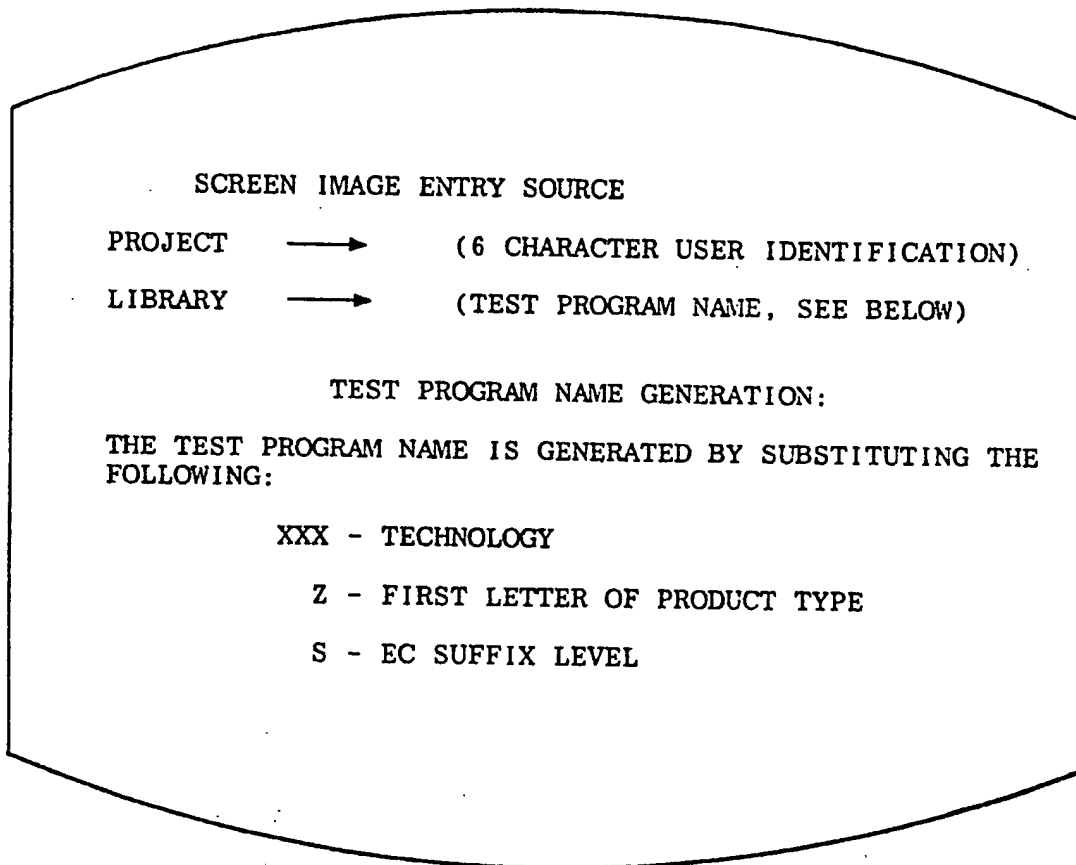 SCREEN IMAGE ENTRY SOURCE
PROJECT → (6 CHARACTER USER IDENTIFICATION)
LIBRARY → (TEST PROGRAM NAME, SEE BELOW)
TEST PROGRAM NAME GENERATION:
THE TEST PROGRAM NAME IS GENERATED BY SUBSTITUTING THE
FOLLOWING:
XXX - TECHNOLOGY
Z - FIRST LETTER OF PRODUCT TYPE
S - EC SUFFIX LEVEL